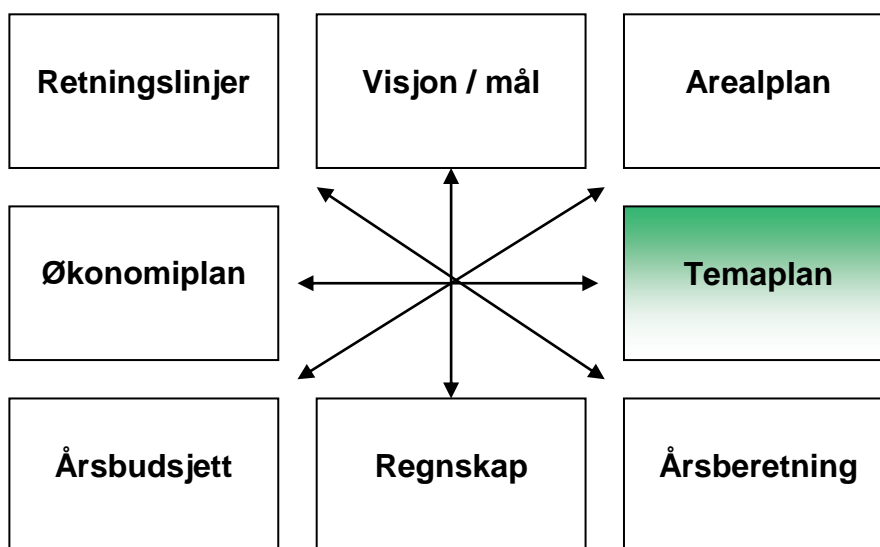 Retningslinjer
Visjon / mål
Arealplan
Økonomiplan
Temaplan
Årsbudsjett
Regnskap
Årsberetning